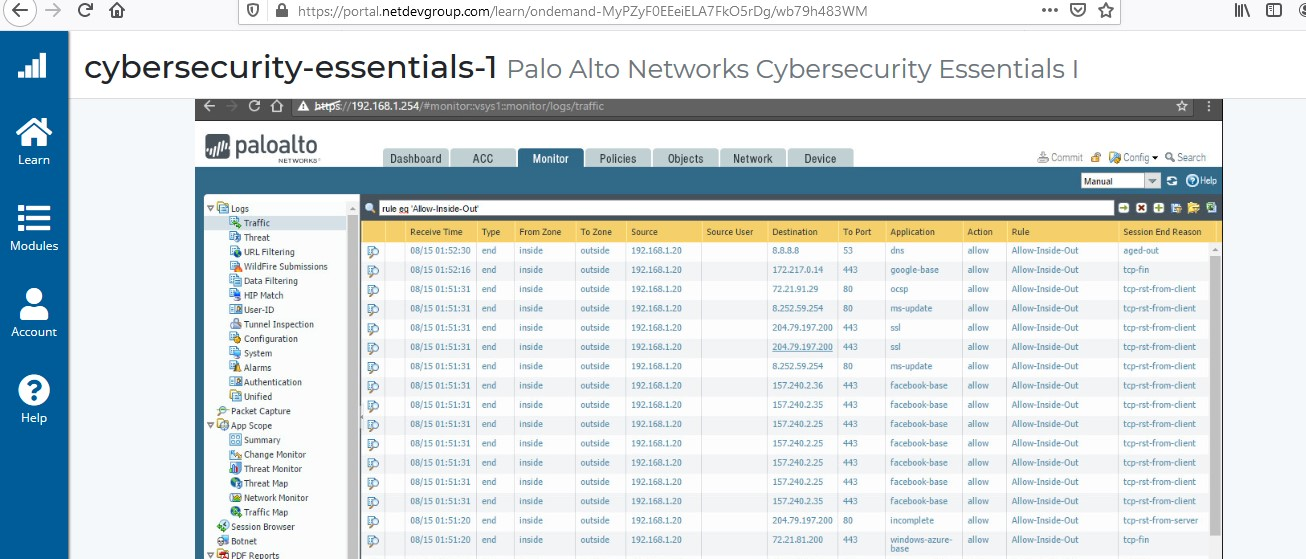 https://portal.netdevgroup.com/learn/ondemand-MyPZyF0EEeiELA7FkO5rDg/wb79h483WM
cybersecurity-essentials-1 Palo Alto Networks Cybersecurity Essentials I
Learn
Modules
Account
Help
https://192.168.1.254/#monitor::vsys1::monitor/logs/traffic
paloalto
NETWORKS
Dashboard ACC Monitor Policies Objects Network Device
Commit Config Search
Manual Help
Logs
Traffic
Threat
URL Filtering
WildFire Submissions
Data Filtering
HIP Match
User-ID
Tunnel Inspection
Configuration
System
Alarms
Authentication
Unified
Packet Capture
App Scope
Summary
Change Monitor
Threat Monitor
Threat Map
Network Monitor
Traffic Map
Session Browser
Botnet
PDF Reports
rule eq 'Allow-Inside-Out'
Receive Time Type From Zone To Zone Source Source User Destination To Port Application Action Rule Session End Reason
08/15 01:52:30 end inside outside 192.168.1.20 8.8.8.8 53 dns allow Allow-Inside-Out aged-out
08/15 01:52:16 end inside outside 192.168.1.20 172.217.0.14 443 google-base allow Allow-Inside-Out tcp-fin
08/15 01:51:31 end inside outside 192.168.1.20 72.21.91.29 80 ocsp allow Allow-Inside-Out tcp-rst-from-client
08/15 01:51:31 end inside outside 192.168.1.20 8.252.59.254 80 ms-update allow Allow-Inside-Out tcp-rst-from-client
08/15 01:51:31 end inside outside 192.168.1.20 204.79.197.200 443 ssl allow Allow-Inside-Out tcp-rst-from-client
08/15 01:51:31 end inside outside 192.168.1.20 204.79.197.200 443 ssl allow Allow-Inside-Out tcp-rst-from-client
08/15 01:51:31 end inside outside 192.168.1.20 8.252.59.254 80 ms-update allow Allow-Inside-Out tcp-rst-from-client
08/15 01:51:31 end inside outside 192.168.1.20 157.240.2.36 443 facebook-base allow Allow-Inside-Out tcp-rst-from-client
08/15 01:51:31 end inside outside 192.168.1.20 157.240.2.35 443 facebook-base allow Allow-Inside-Out tcp-rst-from-client
08/15 01:51:31 end inside outside 192.168.1.20 157.240.2.25 443 facebook-base allow Allow-Inside-Out tcp-rst-from-client
08/15 01:51:31 end inside outside 192.168.1.20 157.240.2.25 443 facebook-base allow Allow-Inside-Out tcp-rst-from-client
08/15 01:51:31 end inside outside 192.168.1.20 157.240.2.25 443 facebook-base allow Allow-Inside-Out tcp-rst-from-client
08/15 01:51:31 end inside outside 192.168.1.20 157.240.2.25 443 facebook-base allow Allow-Inside-Out tcp-rst-from-client
08/15 01:51:31 end inside outside 192.168.1.20 157.240.2.35 443 facebook-base allow Allow-Inside-Out tcp-rst-from-client
08/15 01:51:20 end inside outside 192.168.1.20 204.79.197.200 80 incomplete allow Allow-Inside-Out tcp-rst-from-server
08/15 01:51:20 end inside outside 192.168.1.20 72.21.81.200 443 windows-azure-base allow Allow-Inside-Out tcp-fin